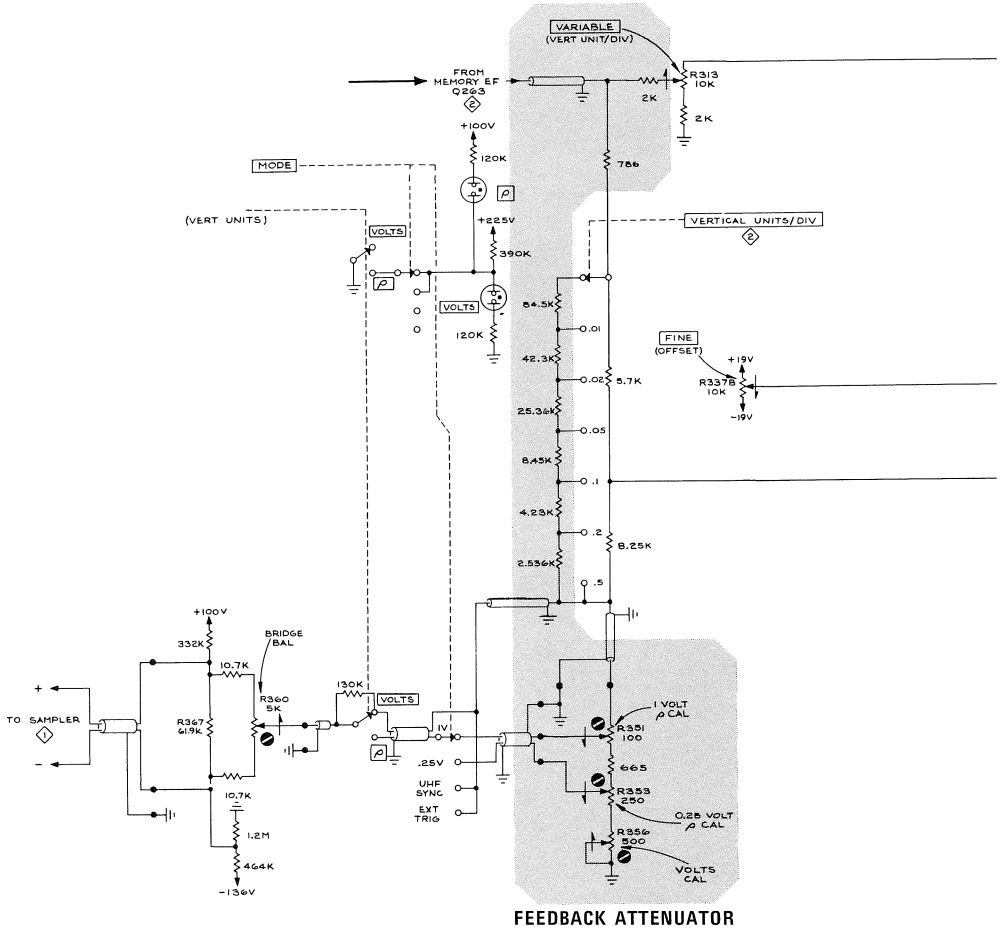 VARIABLE
(VERT UNIT/DIV)
FROM
MEMORY EF
Q263
2
2K
R313
10K
2K
+100V
120K
786
MODE
ρ
(VERT UNITS)
+225V
VERTICAL UNITS/DIV
2
VOLTS
390K
ρ
84.5K
VOLTS
.01
120K
FINE
(OFFSET)
42.3K
+19V
.02
5.7K
R337B
10K
-19V
25.36K
.05
8.45K
.1
4.23K
.2
8.25K
2.536K
.5
+100V
332K
BRIDGE
BAL
10.7K
130K
VOLTS
1 VOLT
ρ CAL
+
R360
5K
TO SAMPLER
1
R367
61.9K
1V
R351
100
ρ
.25V
665
-
UHF
SYNC
R353
250
10.7K
EXT
TRIG
0.25 VOLT
ρ CAL
1.2M
R356
500
464K
VOLTS
CAL
-136V
FEEDBACK ATTENUATOR